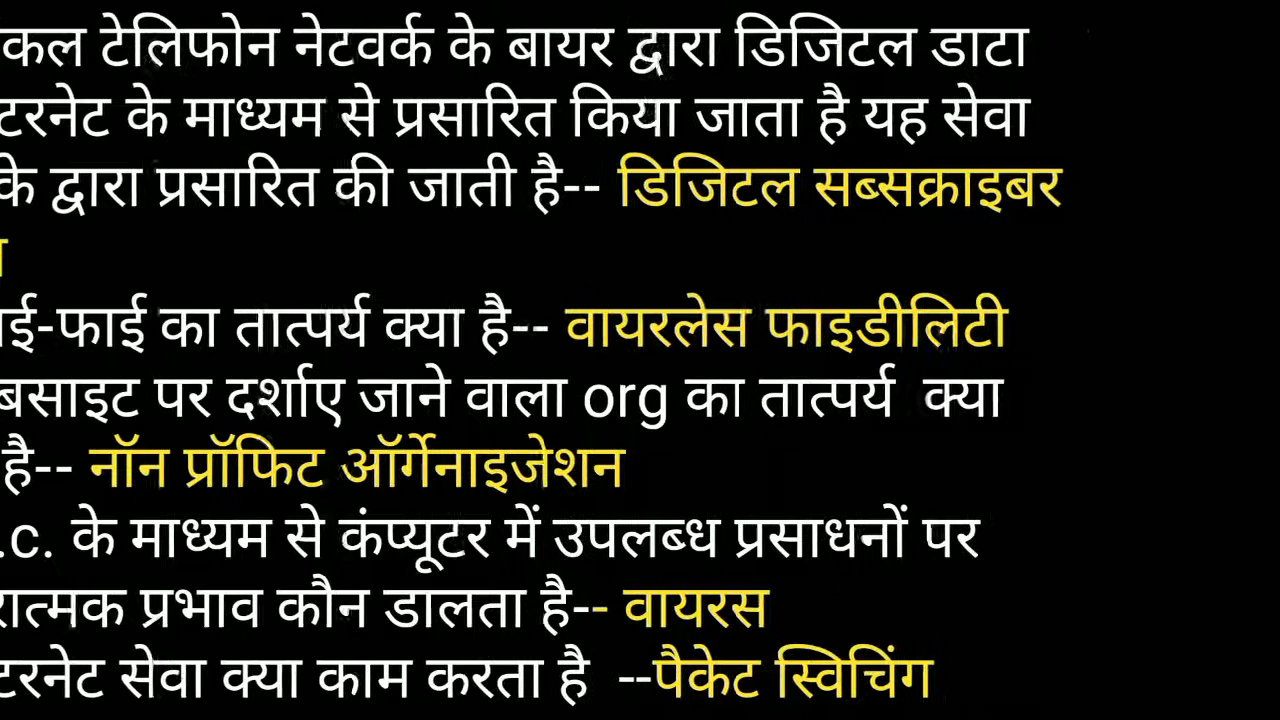 कल टेलिफोन नेटवर्क के बायर द्वारा डिजिटल डाटा
टरनेट के माध्यम से प्रसारित किया जाता है यह सेवा
के द्वारा प्रसारित की जाती है-- डिजिटल सब्सक्राइबर
ई-फाई का तात्पर्य क्या है-- वायरलेस फाइडीलिटी
बसाइट पर दर्शाए जाने वाला org का तात्पर्य क्या
है-- नॉन प्रॉफिट ऑर्गेनाइजेशन
.c. के माध्यम से कंप्यूटर में उपलब्ध प्रसाधनों पर
रात्मक प्रभाव कौन डालता है-- वायरस
टरनेट सेवा क्या काम करता है --पैकेट स्विचिंग